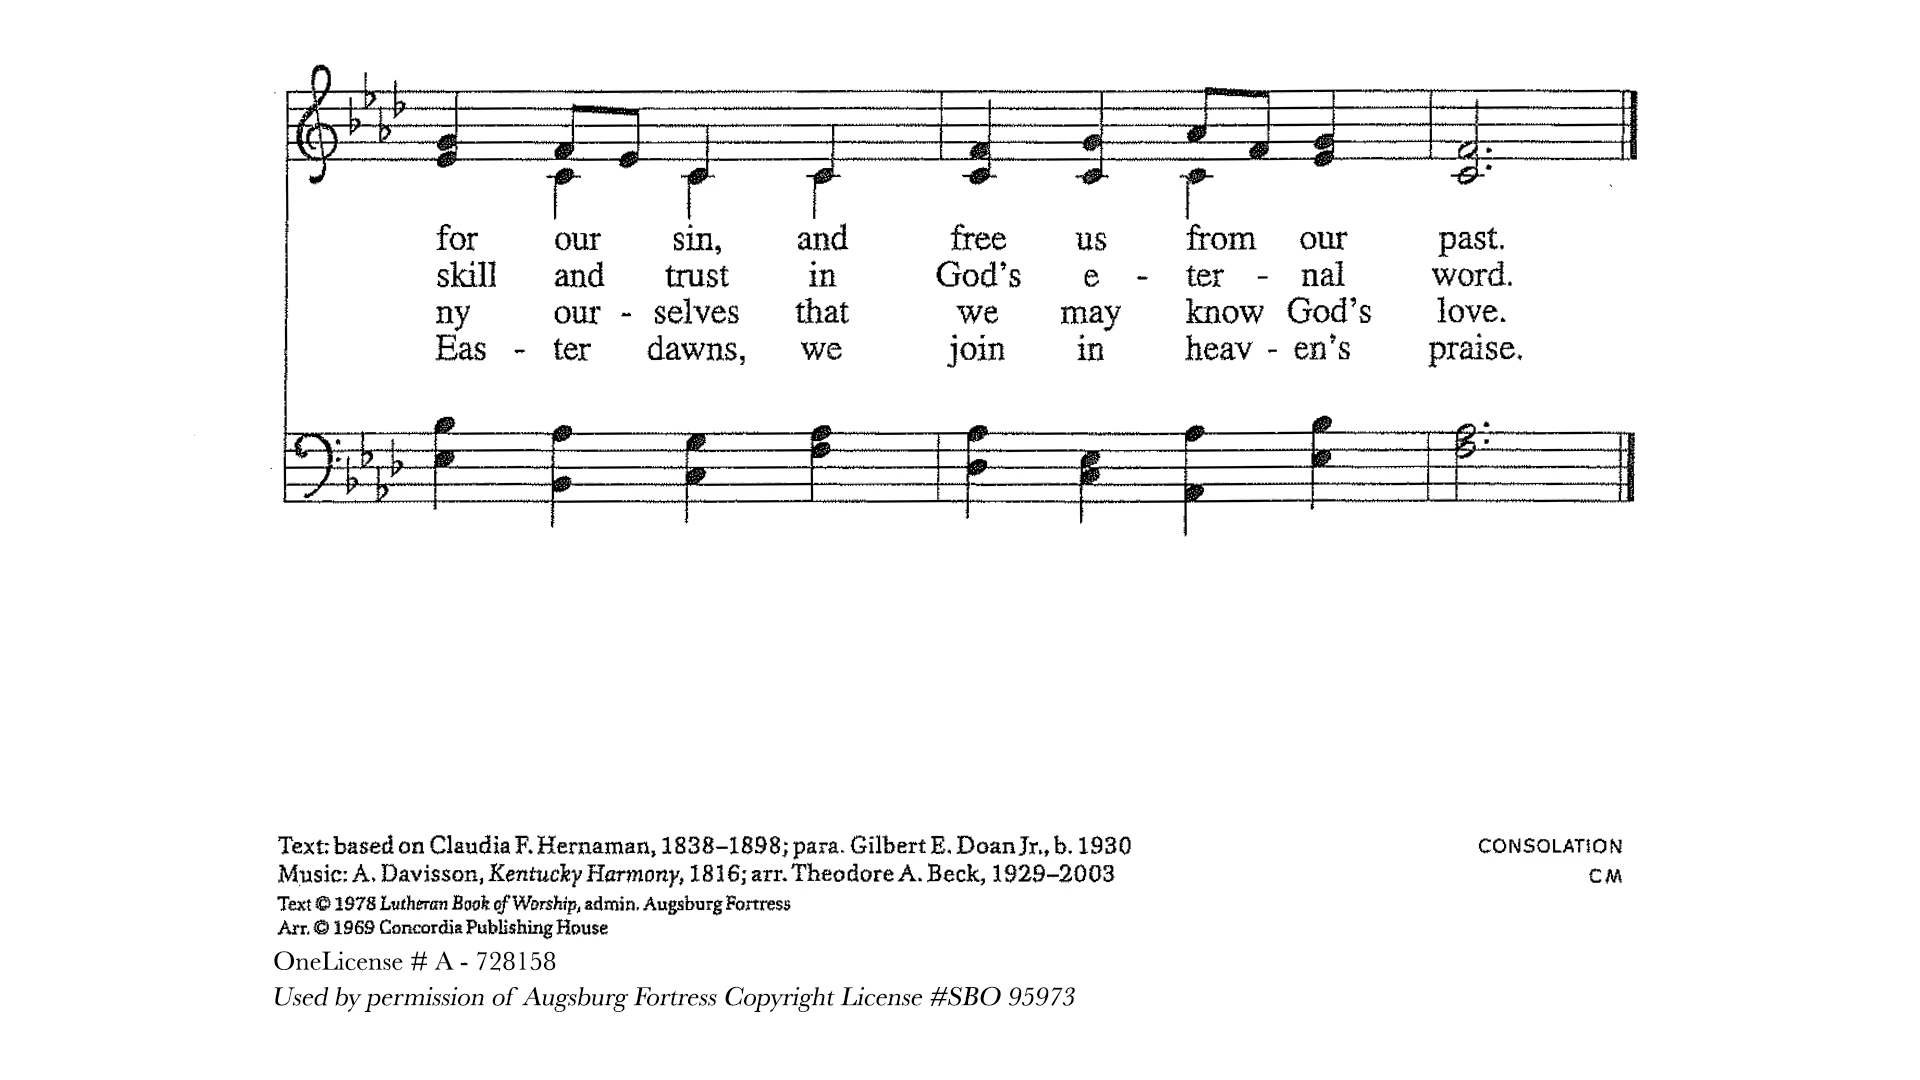 for our sin, and free us from our past.
skill and trust in God's e - ter - nal word.
ny our - selves that we may know God's love.
Eas - ter dawns, we join in heav - en's praise.
Text: based on Claudia F. Hernaman, 1838–1898; para. Gilbert E. Doan Jr., b. 1930
CONSOLATION
Music: A. Davisson, Kentucky Harmony, 1816; arr. Theodore A. Beck, 1929–2003
CM
Text © 1978 Lutheran Book of Worship, admin. Augsburg Fortress
Arr. © 1969 Concordia Publishing House
OneLicense # A - 728158
Used by permission of Augsburg Fortress Copyright License #SBO 95973